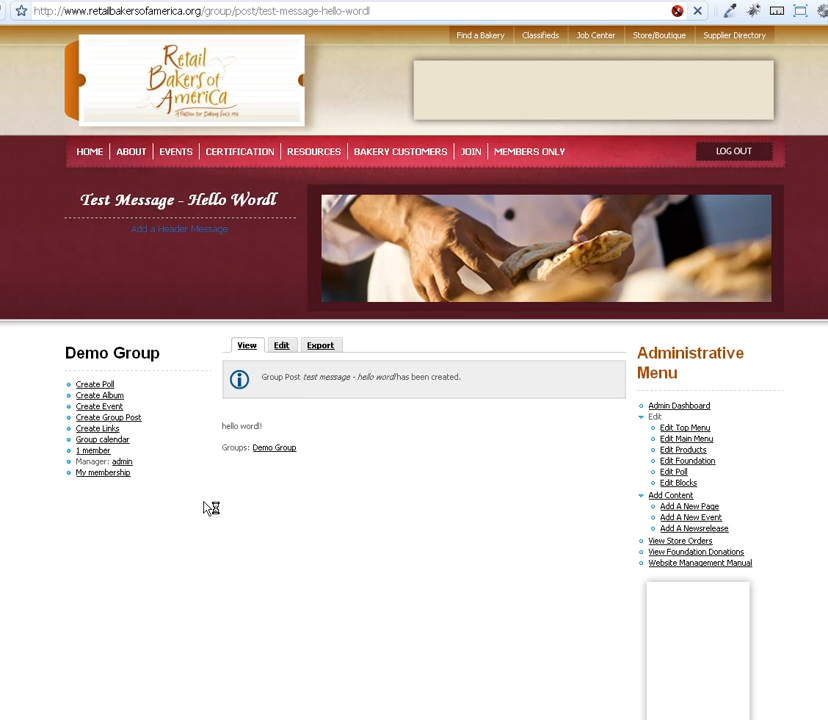 http://www.retailbakersofamerica.org/group/post/test-message-hello-wordl
Find a Bakery
Classifieds
Job Center
Store/Boutique
Supplier Directory
Retail
Bakers of
America
A Passion for Baking Since 1918
HOME
ABOUT
EVENTS
CERTIFICATION
RESOURCES
BAKERY CUSTOMERS
JOIN
MEMBERS ONLY
LOG OUT
Test Message - Hello Wordl
Add a Header Message
Demo Group
Create Poll
Create Album
Create Event
Create Group Post
Create Links
Group calendar
1 member
Manager: admin
My membership
View
Edit
Export
Group Post test message - hello wordl has been created.
hello wordl!
Groups: Demo Group
Administrative
Menu
Admin Dashboard
Edit
Edit Top Menu
Edit Main Menu
Edit Products
Edit Foundation
Edit Poll
Edit Blocks
Add Content
Add A New Page
Add A New Event
Add A Newsrelease
View Store Orders
View Foundation Donations
Website Management Manual